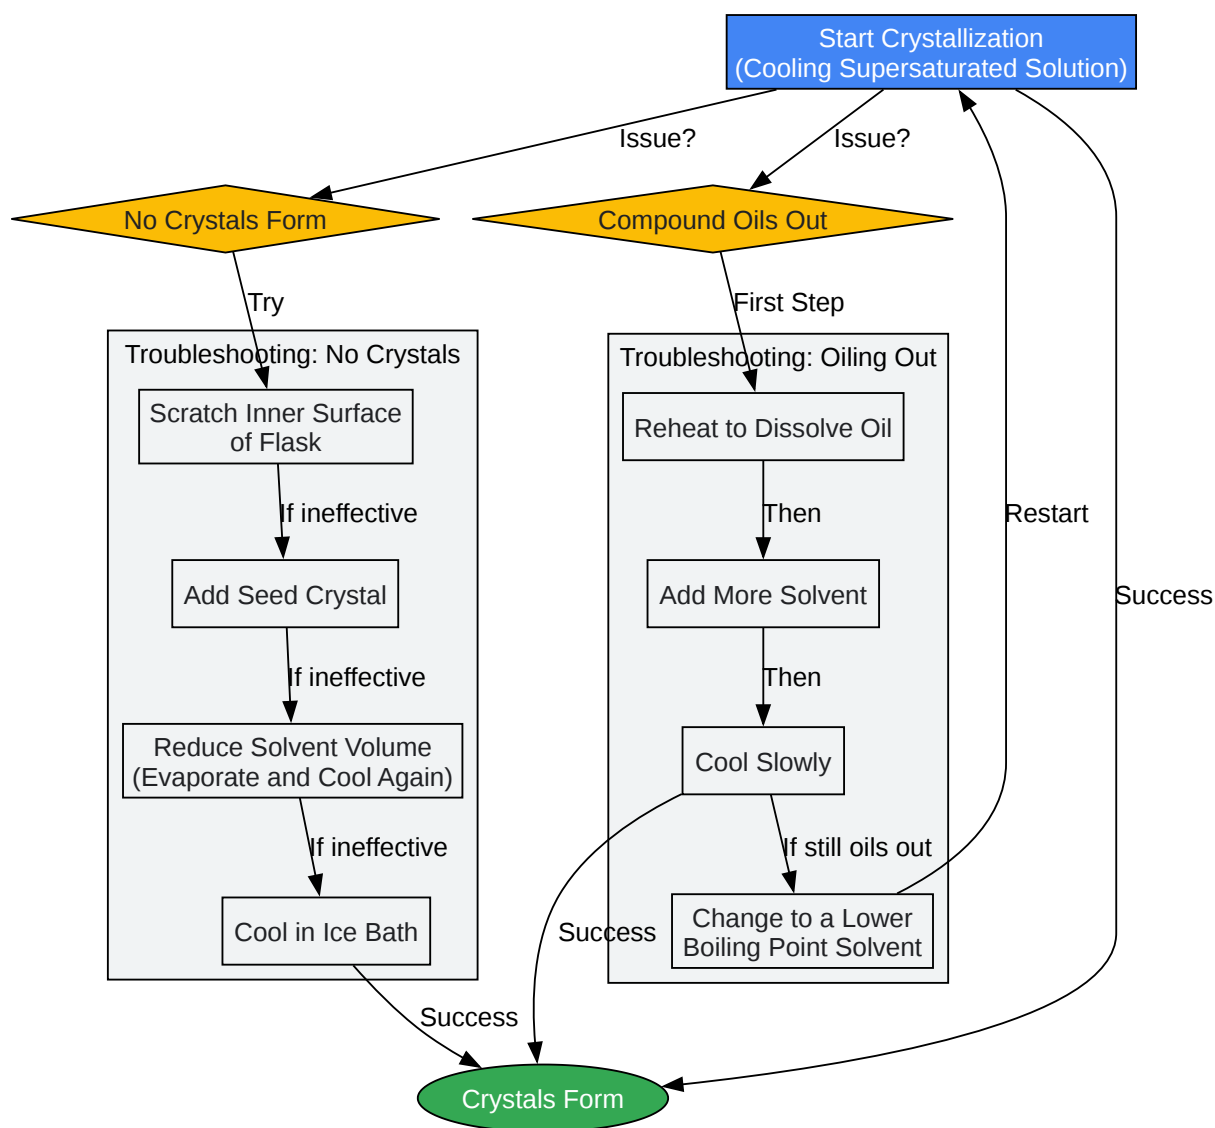 Start Crystallization
(Cooling Supersaturated Solution)
Issue?
Issue?
No Crystals Form
Compound Oils Out
Try
First Step
Troubleshooting: No Crystals
Troubleshooting: Oiling Out
Scratch Inner Surface
of Flask
Reheat to Dissolve Oil
If ineffective
Then
Restart
Add Seed Crystal
Add More Solvent
Success
If ineffective
Then
Reduce Solvent Volume
(Evaporate and Cool Again)
Cool Slowly
If ineffective
If still oils out
Cool in Ice Bath
Success
Change to a Lower
Boiling Point Solvent
Success
Crystals Form